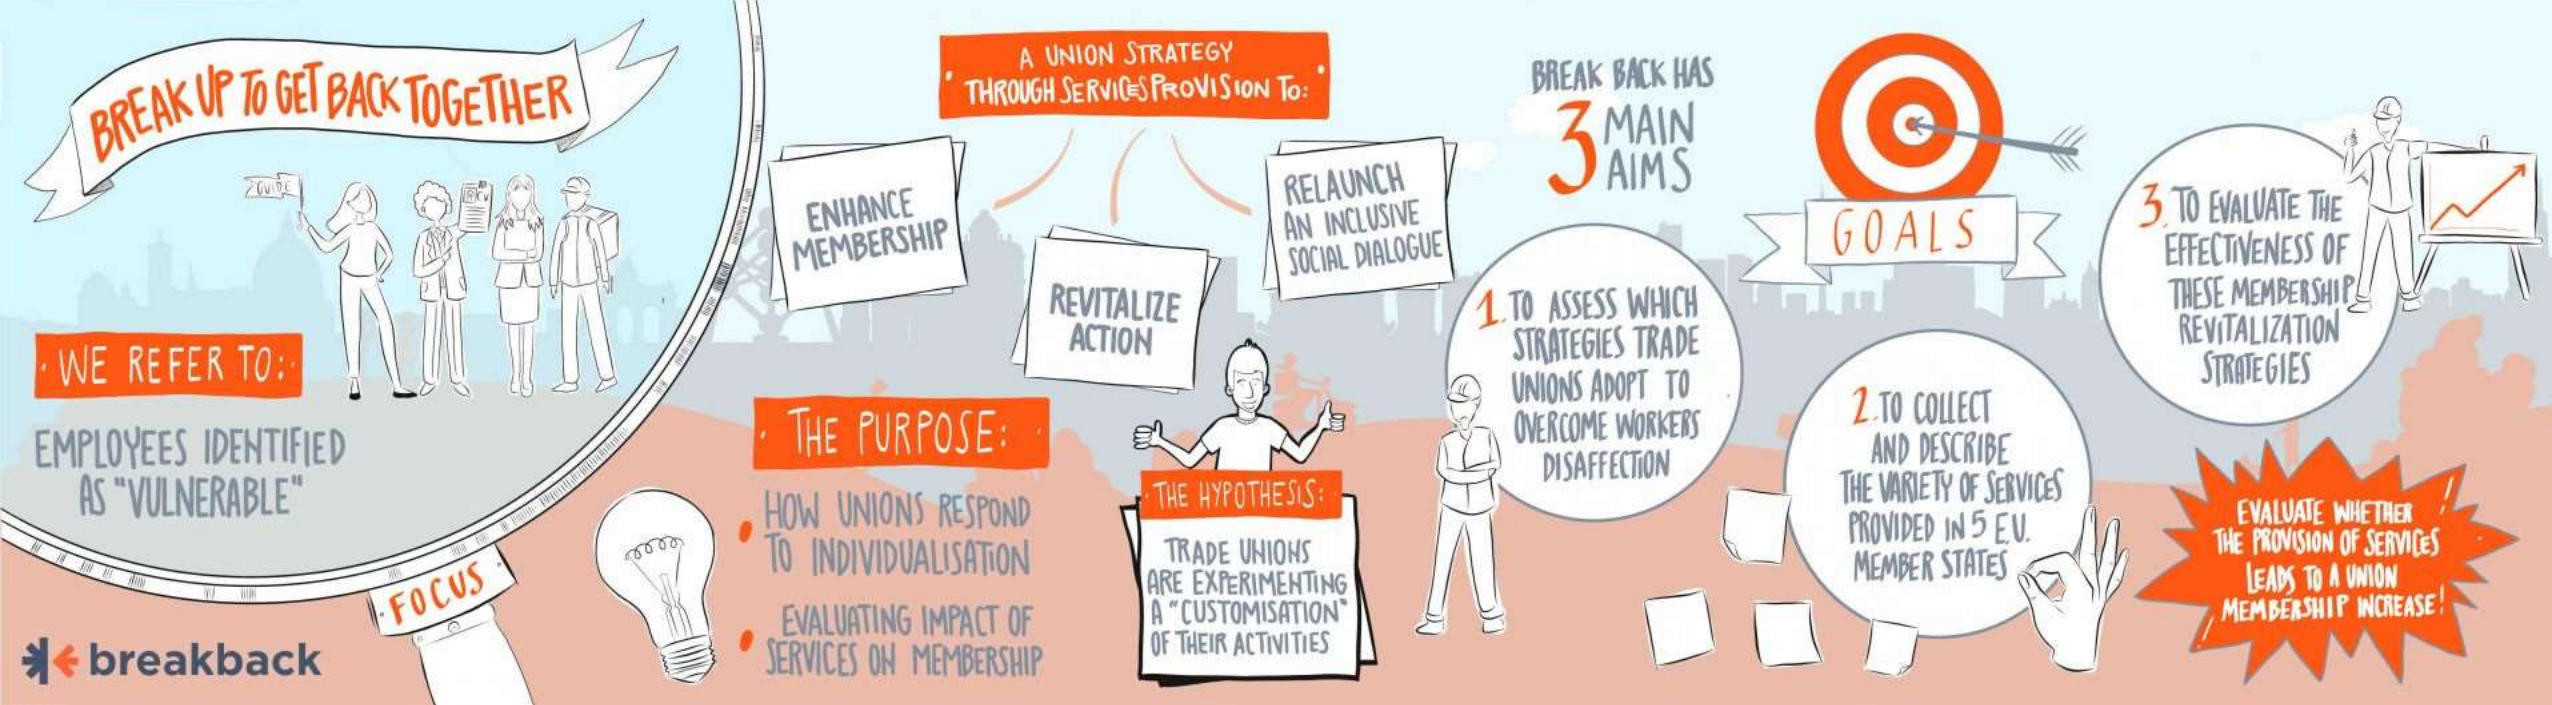 BREAK UP TO GET BACK TOGETHER
GUIDE
CV
· WE REFER TO: ·
EMPLOYEES IDENTIFIED
AS "VULNERABLE"
· FOCUS ·
breakback
A UNION STRATEGY
THROUGH SERVICES PROVISION TO:
ENHANCE
MEMBERSHIP
REVITALIZE
ACTION
RELAUNCH
AN INCLUSIVE
SOCIAL DIALOGUE
· THE PURPOSE: ·
• HOW UNIONS RESPOND
TO INDIVIDUALISATION
• EVALUATING IMPACT OF
SERVICES ON MEMBERSHIP
· THE HYPOTHESIS: ·
TRADE UNIONS
ARE EXPERIMENTING
A "CUSTOMISATION"
OF THEIR ACTIVITIES
BREAK BACK HAS
3 MAIN
AIMS
GOALS
1. TO ASSESS WHICH
STRATEGIES TRADE
UNIONS ADOPT TO
OVERCOME WORKERS
DISAFFECTION
2. TO COLLECT
AND DESCRIBE
THE VARIETY OF SERVICES
PROVIDED IN 5 E.U.
MEMBER STATES
3. TO EVALUATE THE
EFFECTIVENESS OF
THESE MEMBERSHIP
REVITALIZATION
STRATEGIES
EVALUATE WHETHER
THE PROVISION OF SERVICES
LEADS TO A UNION
MEMBERSHIP INCREASE!